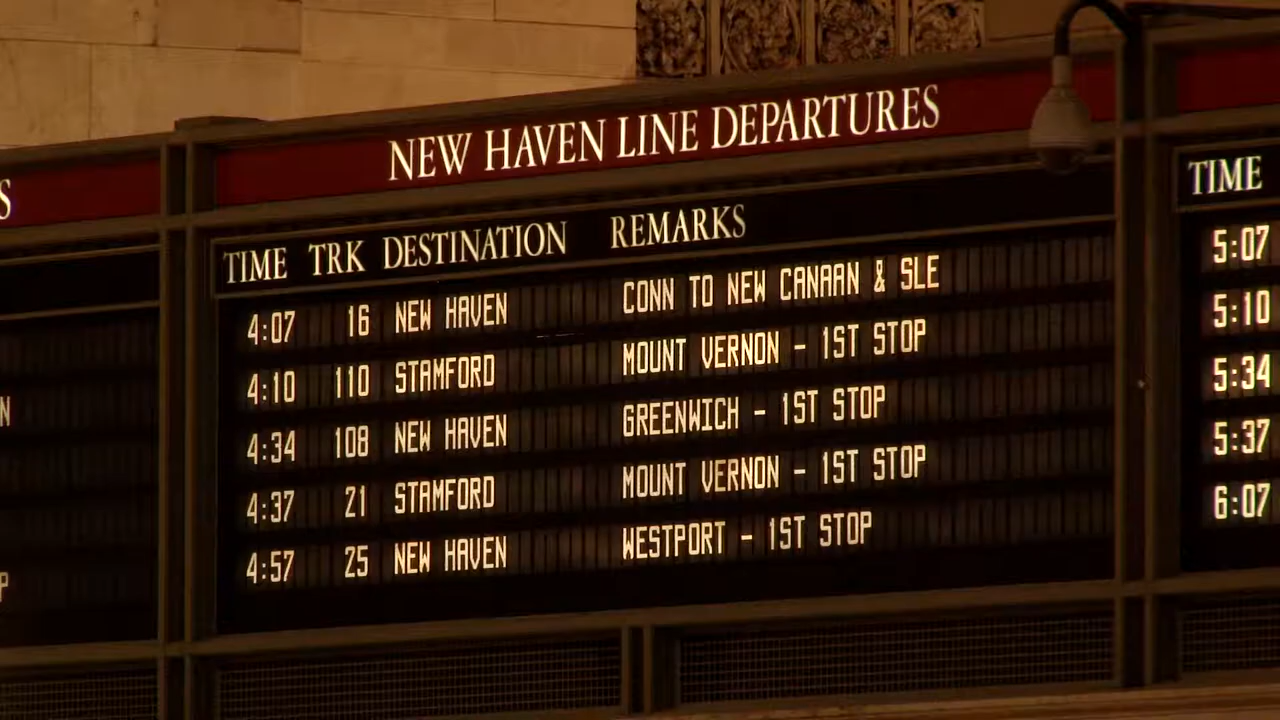 S
NEW HAVEN LINE DEPARTURES
TIME TRK DESTINATION REMARKS
4:07 16 NEW HAVEN CONN TO NEW CANAAN & SLE
4:10 110 STAMFORD MOUNT VERNON - 1ST STOP
4:34 108 NEW HAVEN GREENWICH - 1ST STOP
4:37 21 STAMFORD MOUNT VERNON - 1ST STOP
4:57 25 NEW HAVEN WESTPORT - 1ST STOP
N
P
TIME
5:07
5:10
5:34
5:37
6:07